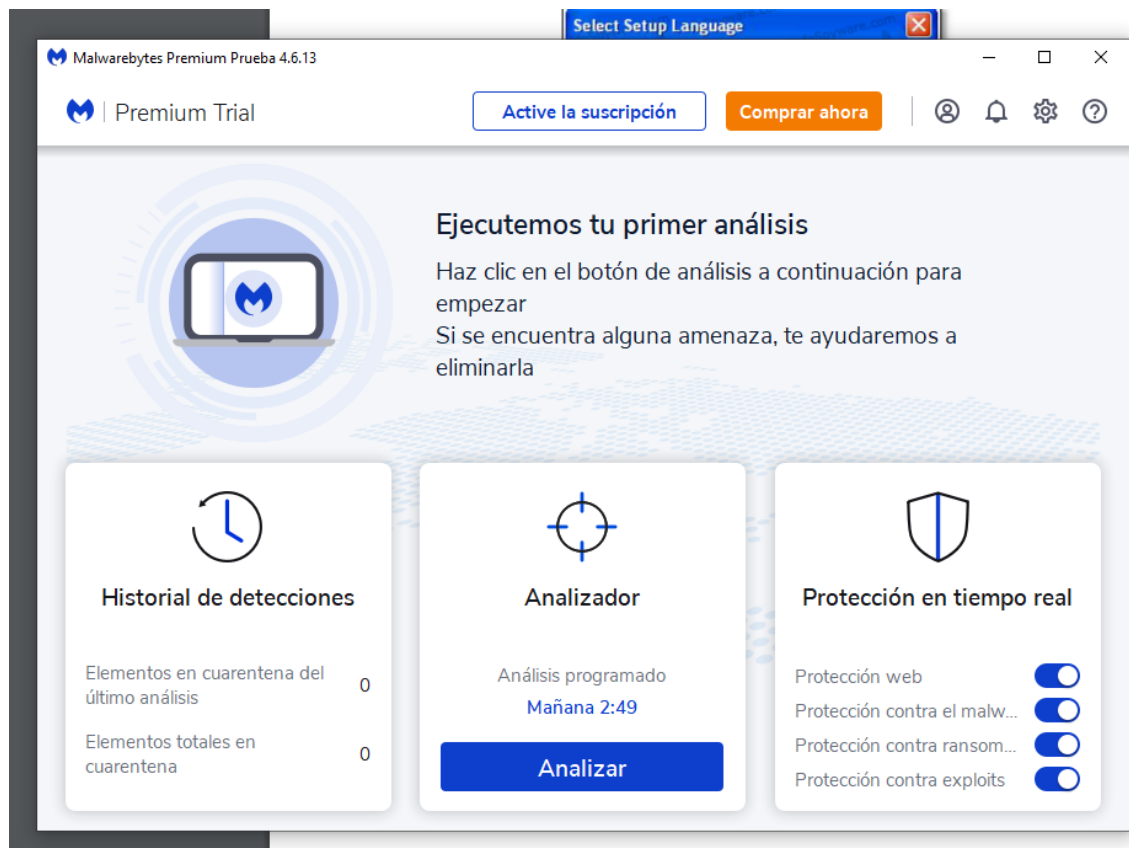 Select Setup Language
Malwarebytes Premium Prueba 4.6.13
Premium Trial
Active la suscripción
Comprar ahora
Ejecutemos tu primer análisis
Haz clic en el botón de análisis a continuación para
empezar
Si se encuentra alguna amenaza, te ayudaremos a
eliminarla
Historial de detecciones
Elementos en cuarentena del
último análisis
0
Elementos totales en
cuarentena
0
Analizador
Análisis programado
Mañana 2:49
Analizar
Protección en tiempo real
Protección web
Protección contra el malw...
Protección contra ransom...
Protección contra exploits